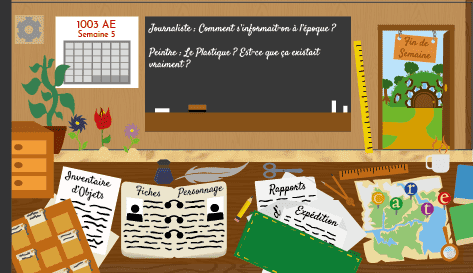 1003 AE
Semaine 5
Journaliste : Comment s'informait-on à l'époque ?
Peintre : Le Plastique ? Est-ce que ça existait
vraiment ?
Fin de
Semaine
Inventaire
d'Objets
Fiches Personnage
Rapports
Expédition
carte